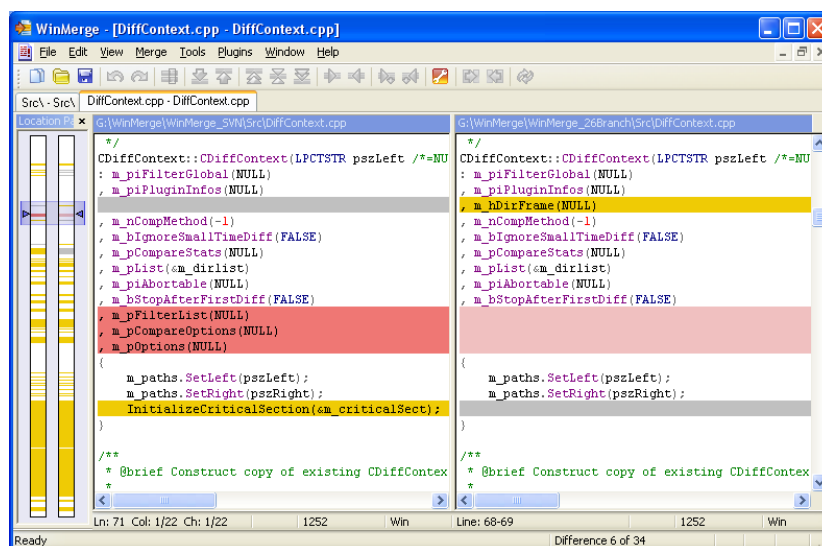 WinMerge - [DiffContext.cpp - DiffContext.cpp]
File Edit View Merge Tools Plugins Window Help
Src\ - Src\ DiffContext.cpp - DiffContext.cpp
Location P
G:\WinMerge\WinMerge_SVN\Src\DiffContext.cpp
*/
CDiffContext::CDiffContext(LPCTSTR pszLeft /*=NU
: m_piFilterGlobal(NULL)
, m_piPluginInfos(NULL)
, m_nCompMethod(-1)
, m_bIgnoreSmallTimeDiff(FALSE)
, m_pCompareStats(NULL)
, m_pList(&m_dirlist)
, m_piAbortable(NULL)
, m_bStopAfterFirstDiff(FALSE)
, m_pFilterList(NULL)
, m_pCompareOptions(NULL)
, m_pOptions(NULL)
{
m_paths.SetLeft(pszLeft);
m_paths.SetRight(pszRight);
InitializeCriticalSection(&m_criticalSect);
}
/**
* @brief Construct copy of existing CDiffContex
*
G:\WinMerge\WinMerge_26Branch\Src\DiffContext.cpp
*/
CDiffContext::CDiffContext(LPCTSTR pszLeft /*=NU
: m_piFilterGlobal(NULL)
, m_piPluginInfos(NULL)
, m_hDirFrame(NULL)
, m_nCompMethod(-1)
, m_bIgnoreSmallTimeDiff(FALSE)
, m_pCompareStats(NULL)
, m_pList(&m_dirlist)
, m_piAbortable(NULL)
, m_bStopAfterFirstDiff(FALSE)
{
m_paths.SetLeft(pszLeft);
m_paths.SetRight(pszRight);
}
/**
* @brief Construct copy of existing CDiffContex
*
Ln: 71 Col: 1/22 Ch: 1/22 1252 Win
Line: 68-69 1252 Win
Ready Difference 6 of 34